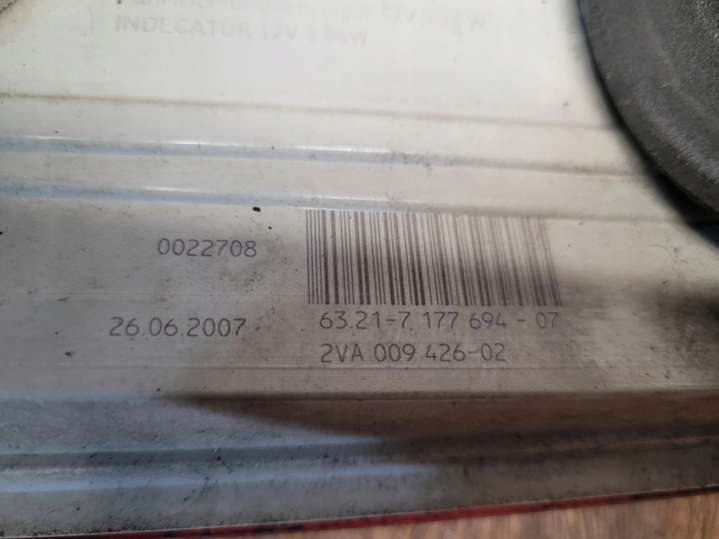 INDECATOR 12V
0022708
26.06.2007
63.21-7 177 694 - 07
2VA 009 426-02